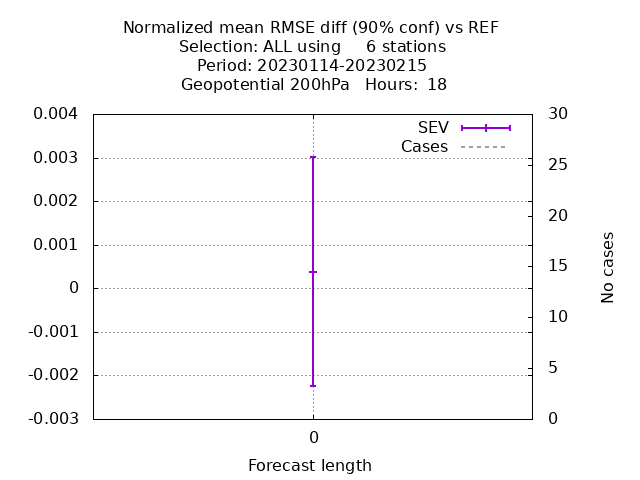 Normalized mean RMSE diff (90% conf) vs REF
Selection: ALL using     6 stations
Period: 20230114-20230215
Geopotential 200hPa   Hours:  18
0.004
0.003
0.002
0.001
0
-0.001
-0.002
-0.003
SEV
Cases
30
25
20
15
10
5
0
No cases
0
Forecast length